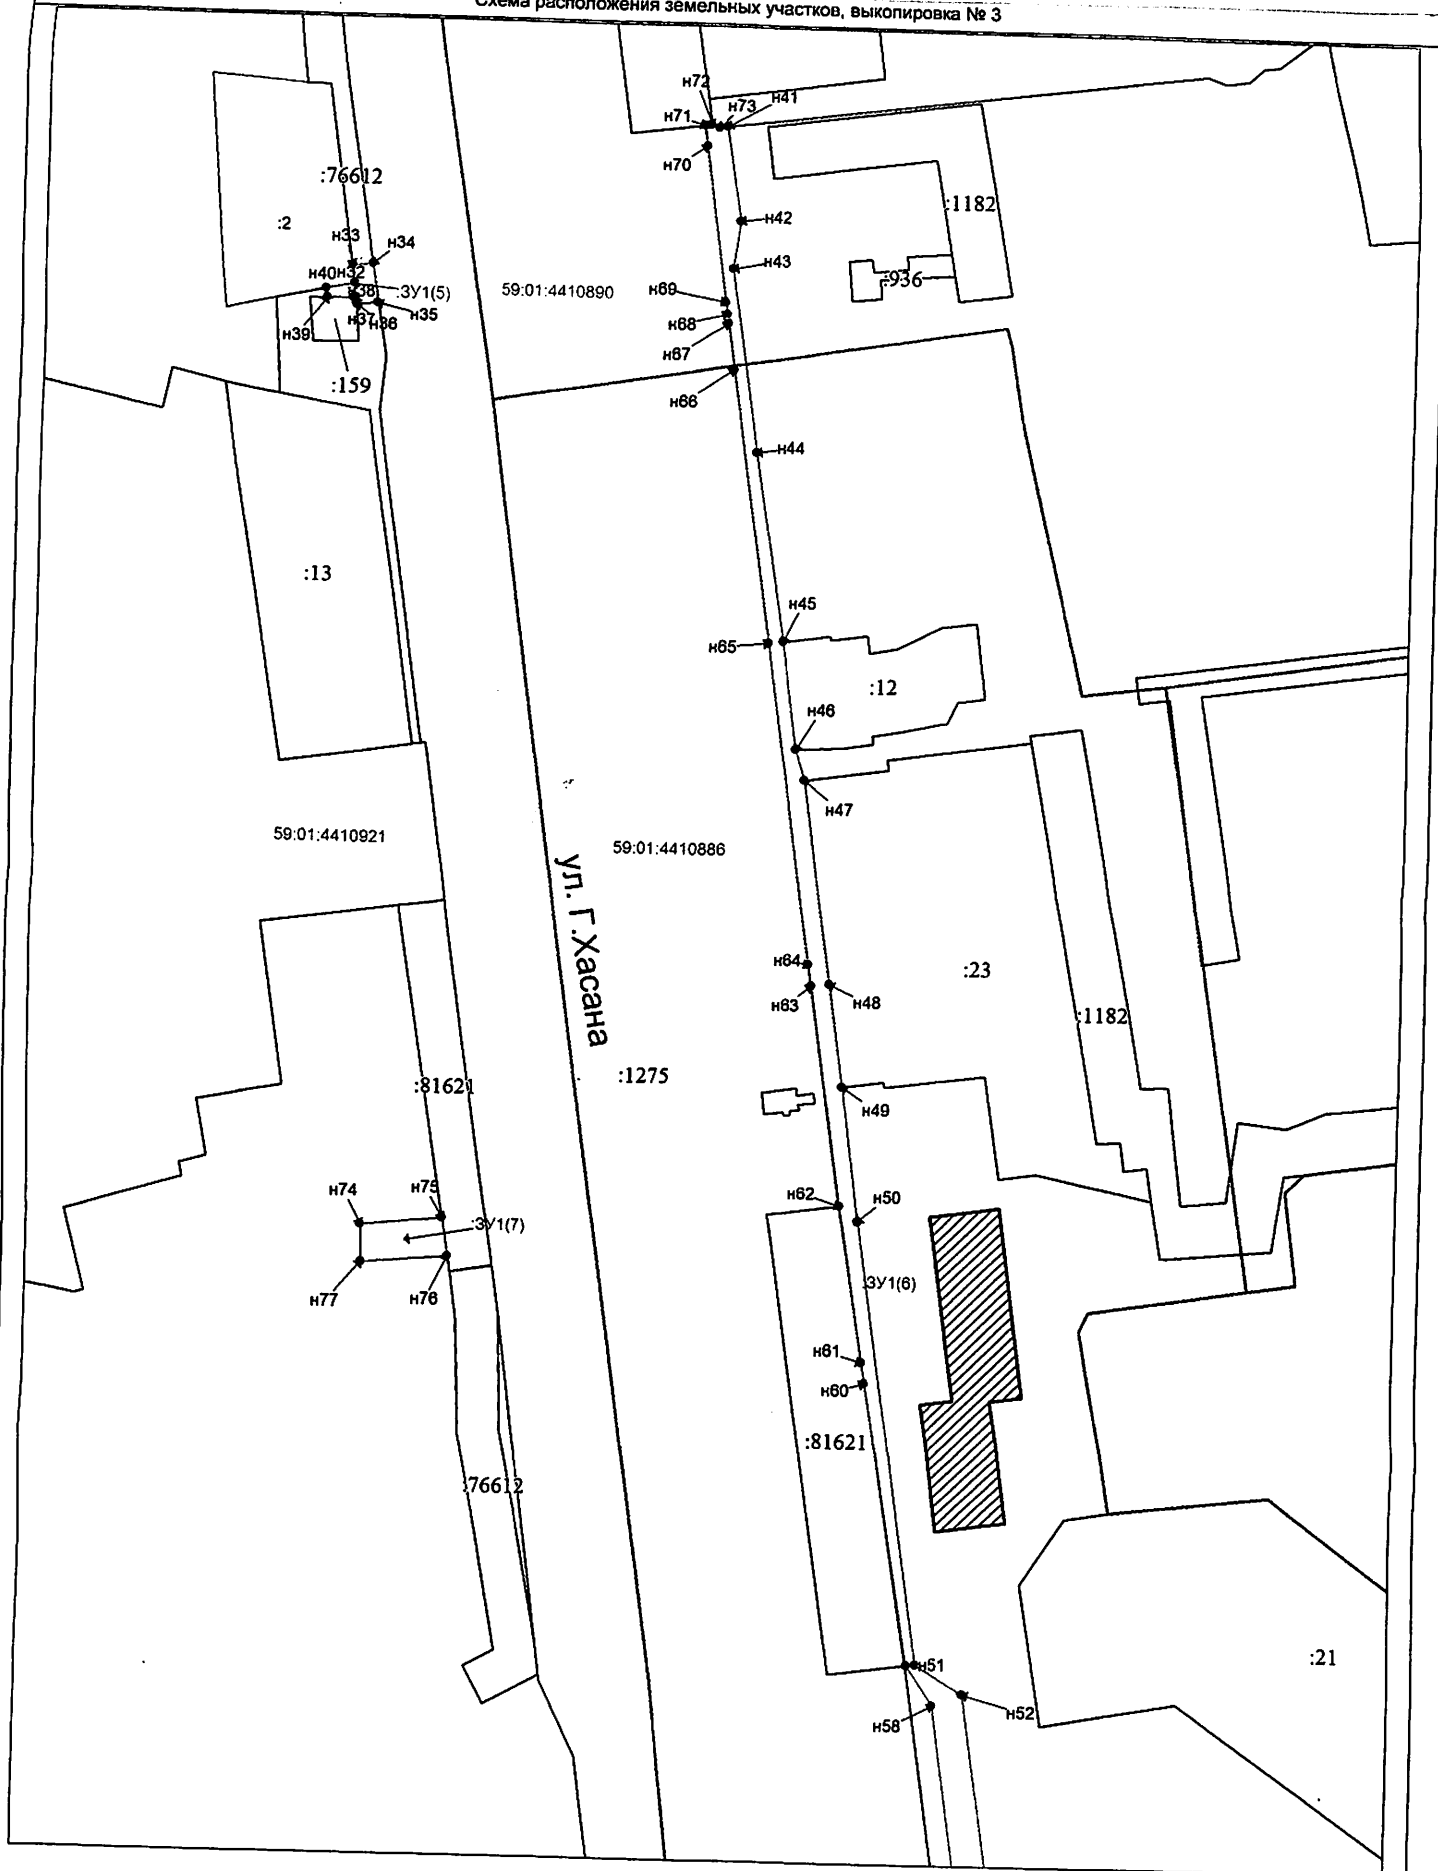 Схема расположения земельных участков, выкопировка № 3
н72
н73
н41
н71
н70
:76612
:1182
:2
н42
н33
н34
н43
:936
н40
н32
:ЗУ1(5)
59:01:4410890
н69
н38
н35
н37
н36
н68
н39
н67
:159
н66
н44
:13
н45
н65
:12
н46
н47
59:01:4410921
59:01:4410886
ул. Г.Хасана
н64
:23
н48
н63
:1182
:1275
:81621
н49
н74
н75
н62
н50
:ЗУ1(7)
:ЗУ1(6)
н77
н76
н61
н60
:81621
:76612
:21
н51
н52
н58